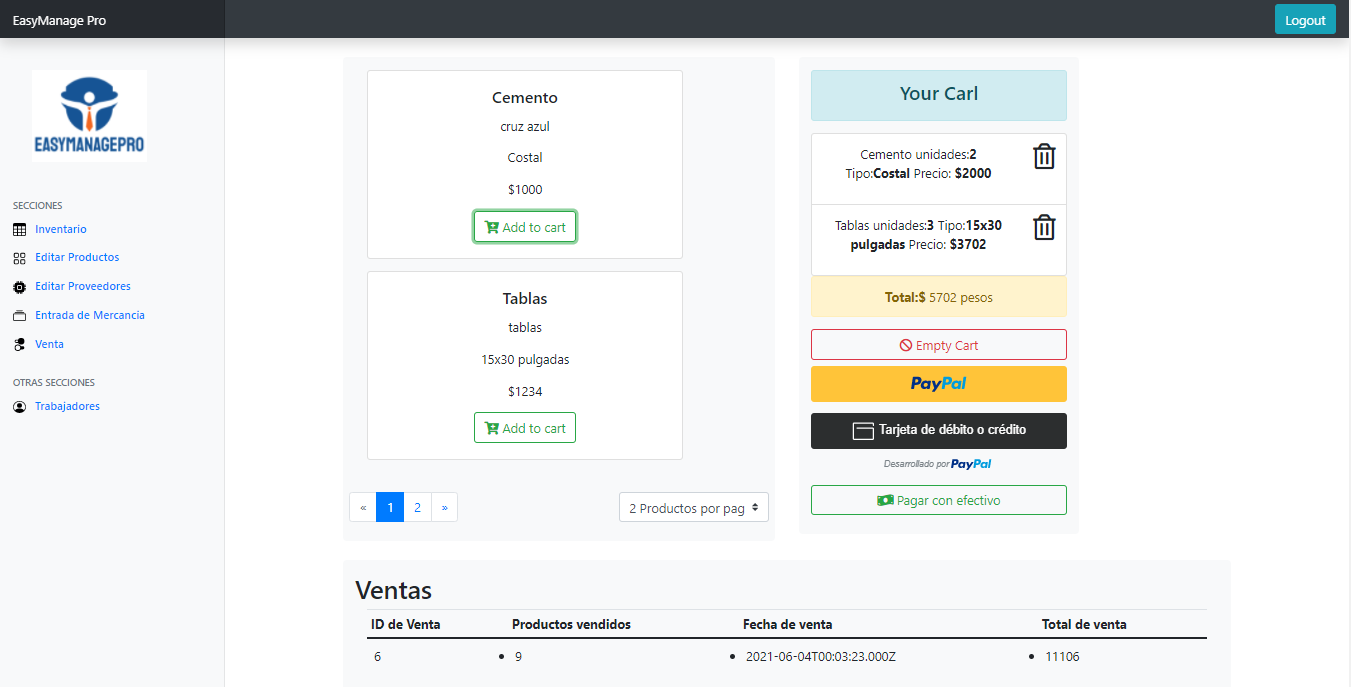 EasyManage Pro
Logout
EASYMANAGEPRO
SECCIONES
Inventario
Editar Productos
Editar Proveedores
Entrada de Mercancia
Venta
OTRAS SECCIONES
Trabajadores
Cemento
cruz azul
Costal
$1000
Add to cart
Tablas
tablas
15x30 pulgadas
$1234
Add to cart
« 1 2 »
2 Productos por pag
Your Carl
Cemento unidades:2
Tipo:Costal Precio: $2000
Tablas unidades:3 Tipo:15x30
pulgadas Precio: $3702
Total:$ 5702 pesos
Empty Cart
PayPal
Tarjeta de débito o crédito
Desarrollado por PayPal
Pagar con efectivo
Ventas
ID de Venta Productos vendidos Fecha de venta Total de venta
6 • 9 • 2021-06-04T00:03:23.000Z • 11106